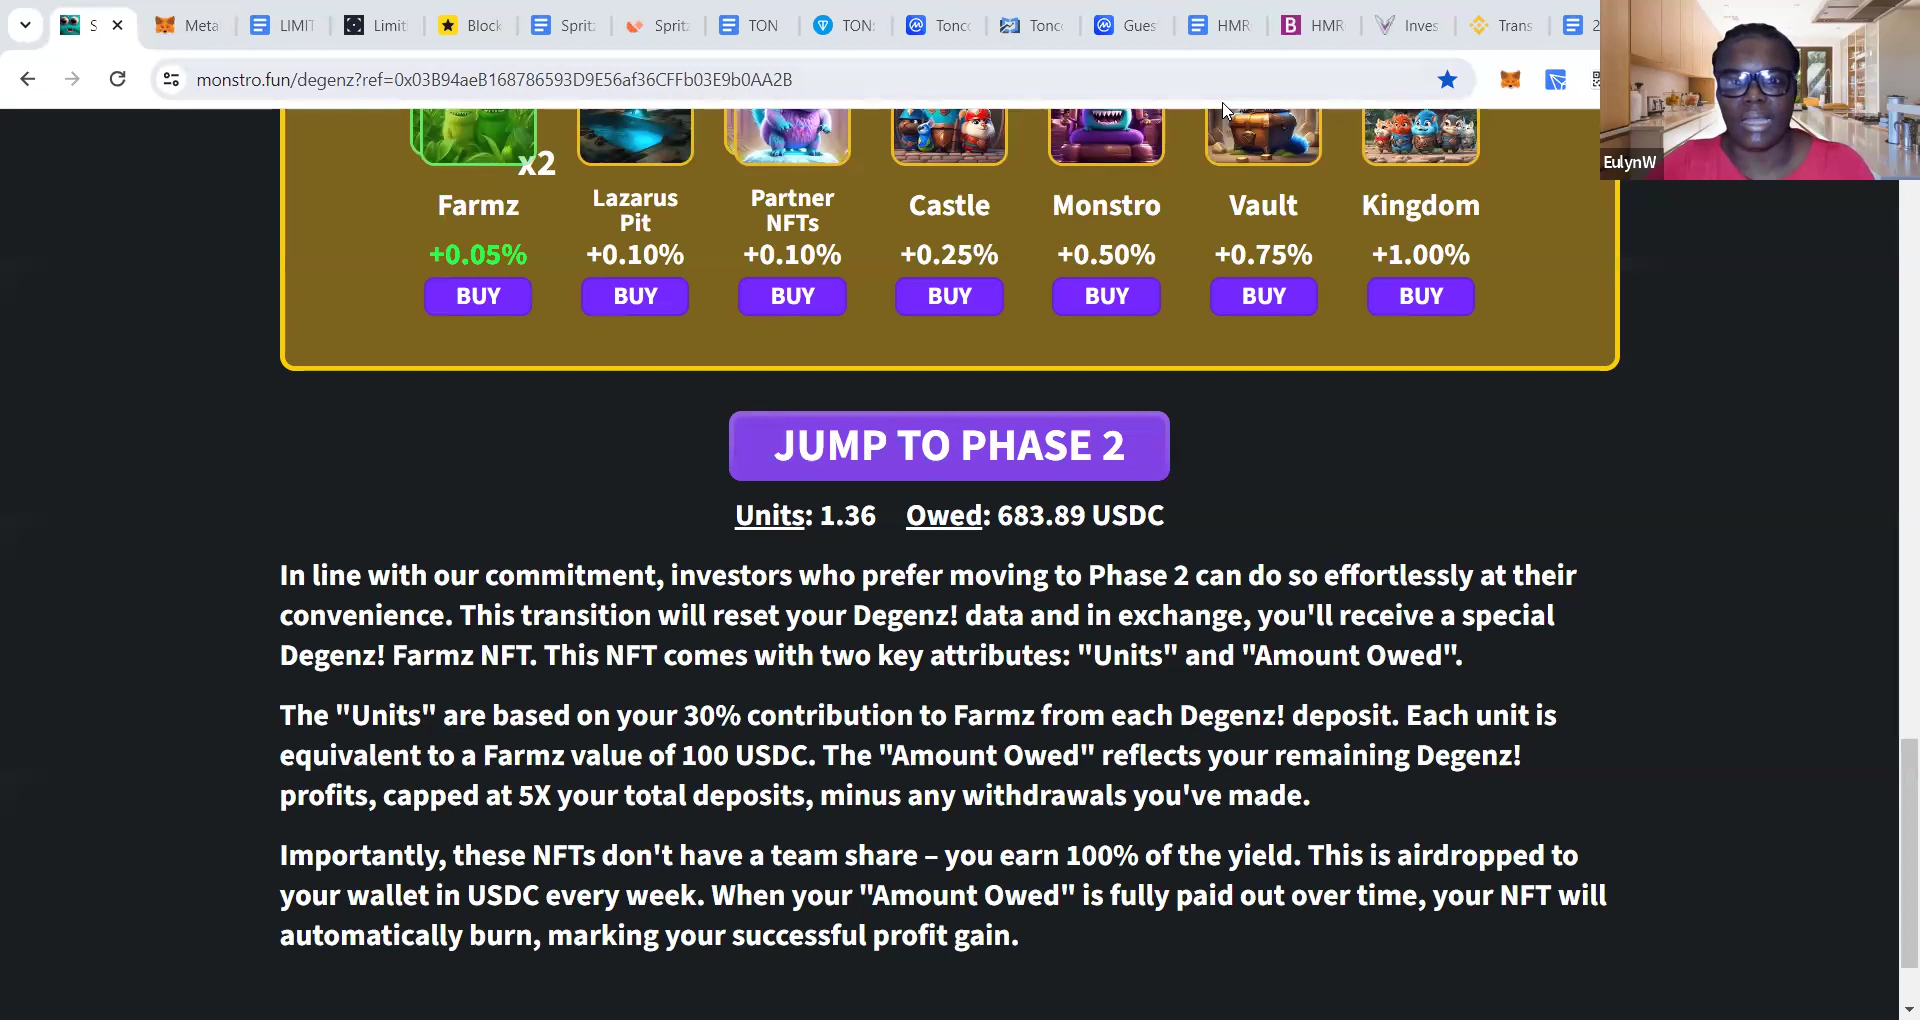 S
Meta
LIMIT
Limit
Block
Spritz
Spritz
TON
TON
Tonco
Tonco
Gues
HMR
HMR
Inves
Trans
2
monstro.fun/degenz?ref=0x03B94aeB168786593D9E56af36CFFb03E9b0AA2B
EulynW
x2
Farmz
Lazarus
Pit
Partner
NFTs
Castle
Monstro
Vault
Kingdom
+0.05%
+0.10%
+0.10%
+0.25%
+0.50%
+0.75%
+1.00%
BUY
BUY
BUY
BUY
BUY
BUY
BUY
JUMP TO PHASE 2
Units: 1.36 Owed: 683.89 USDC
In line with our commitment, investors who prefer moving to Phase 2 can do so effortlessly at their
convenience. This transition will reset your Degenz! data and in exchange, you'll receive a special
Degenz! Farmz NFT. This NFT comes with two key attributes: "Units" and "Amount Owed".
The "Units" are based on your 30% contribution to Farmz from each Degenz! deposit. Each unit is
equivalent to a Farmz value of 100 USDC. The "Amount Owed" reflects your remaining Degenz!
profits, capped at 5X your total deposits, minus any withdrawals you've made.
Importantly, these NFTs don't have a team share – you earn 100% of the yield. This is airdropped to
your wallet in USDC every week. When your "Amount Owed" is fully paid out over time, your NFT will
automatically burn, marking your successful profit gain.